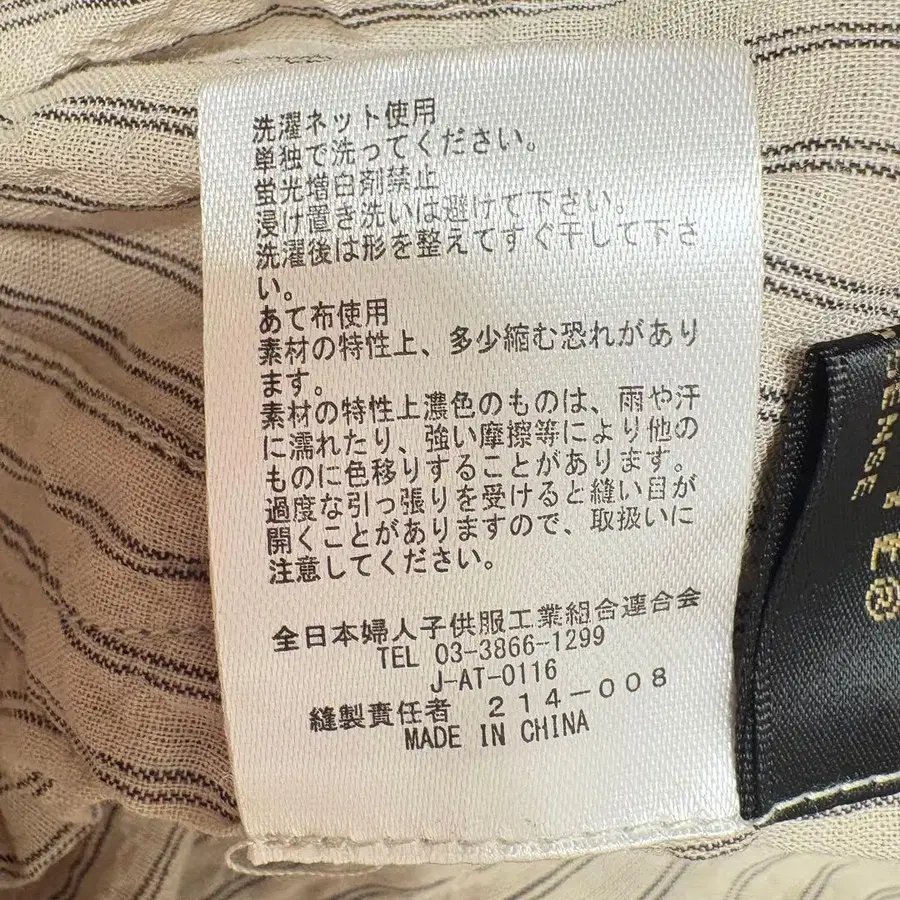 洗濯ネット使用
単独で洗ってください。
蛍光増白剤禁止
浸け置き洗いは避けて下さい。
洗濯後は形を整えてすぐ干して下さ
い。
あて布使用
素材の特性上、多少縮む恐れがあり
ます。
素材の特性上濃色のものは、雨や汗
に濡れたり、強い摩擦等により他の
ものに色移りすることがあります。
過度な引っ張りを受けると縫い目が
開くことがありますので、取扱いに
注意してください。
全日本婦人子供服工業組合連合会
TEL 03-3866-1299
J-AT-0116
縫製責任者 214-008
MADE IN CHINA